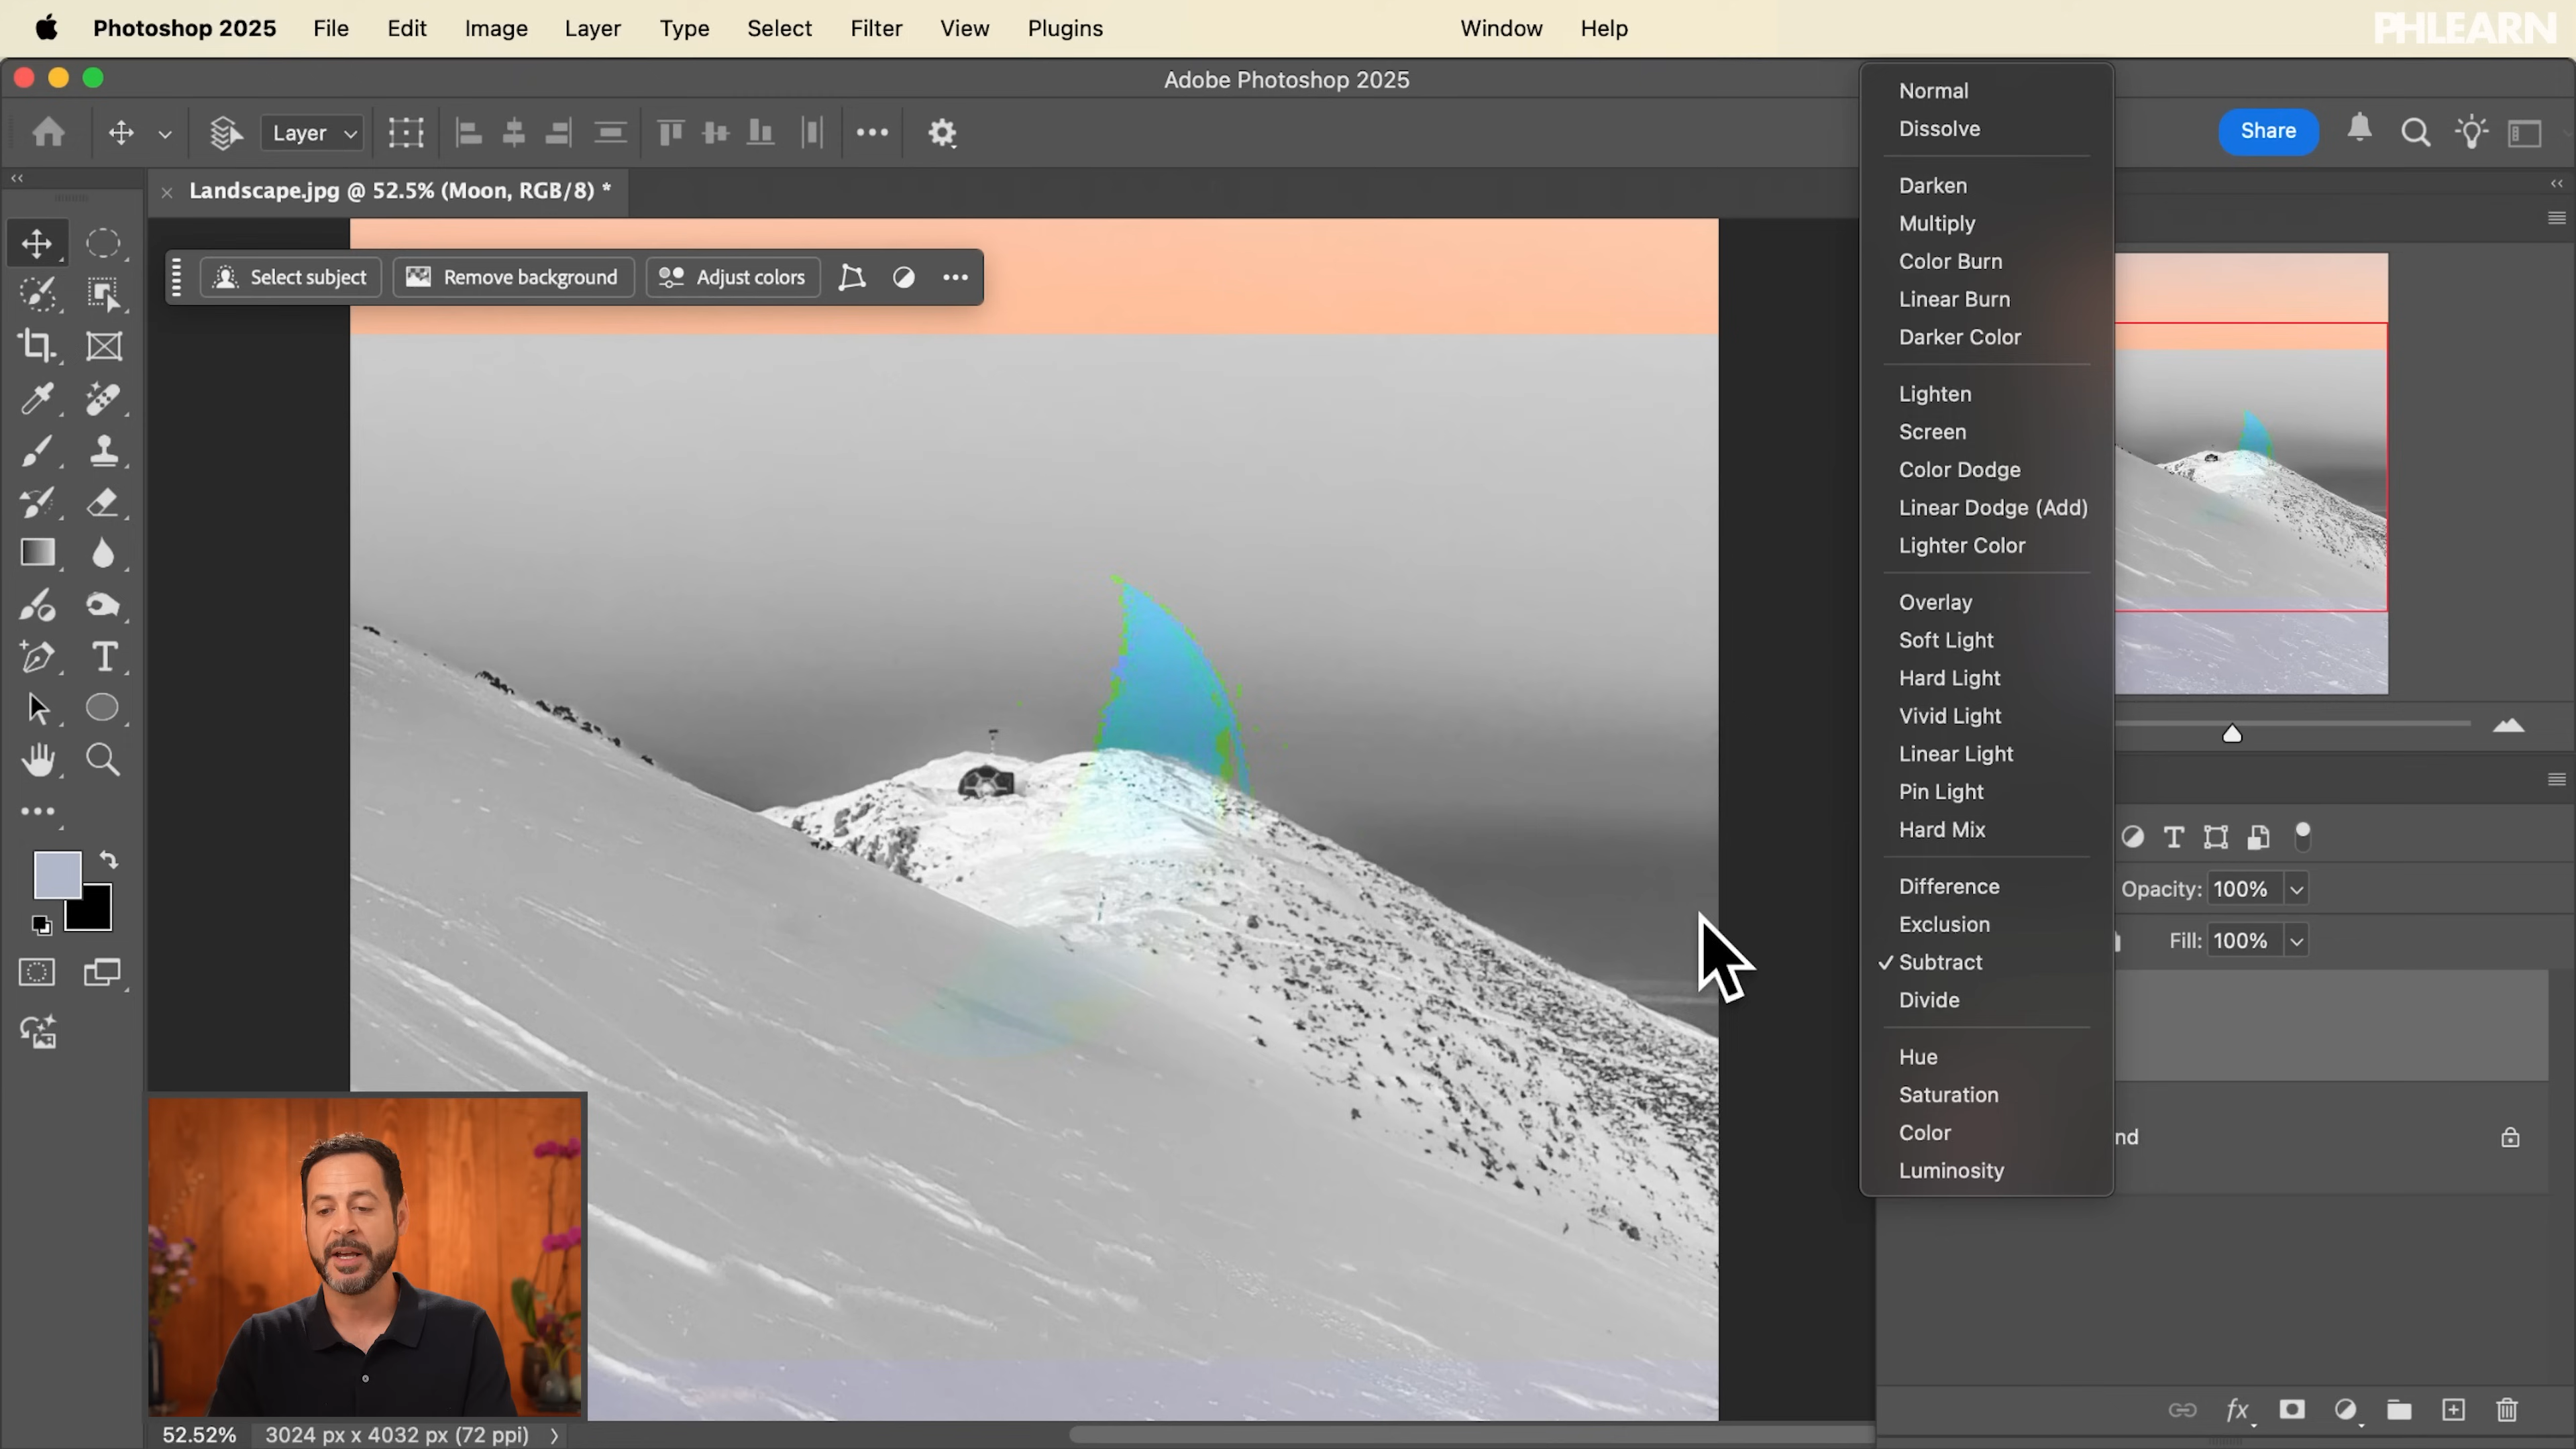 Photoshop 2025 File Edit Image Layer Type Select Filter View Plugins Window Help
PHLEARN
Adobe Photoshop 2025
Layer
Share
Landscape.jpg @ 52.5% (Moon, RGB/8) *
Select subject Remove background Adjust colors
Normal
Dissolve
Darken
Multiply
Color Burn
Linear Burn
Darker Color
Lighten
Screen
Color Dodge
Linear Dodge (Add)
Lighter Color
Overlay
Soft Light
Hard Light
Vivid Light
Linear Light
Pin Light
Hard Mix
Difference
Exclusion
✓ Subtract
Divide
Hue
Saturation
Color
Luminosity
Opacity: 100%
Fill: 100%
nd
fx
52.52% 3024 px x 4032 px (72 ppi)